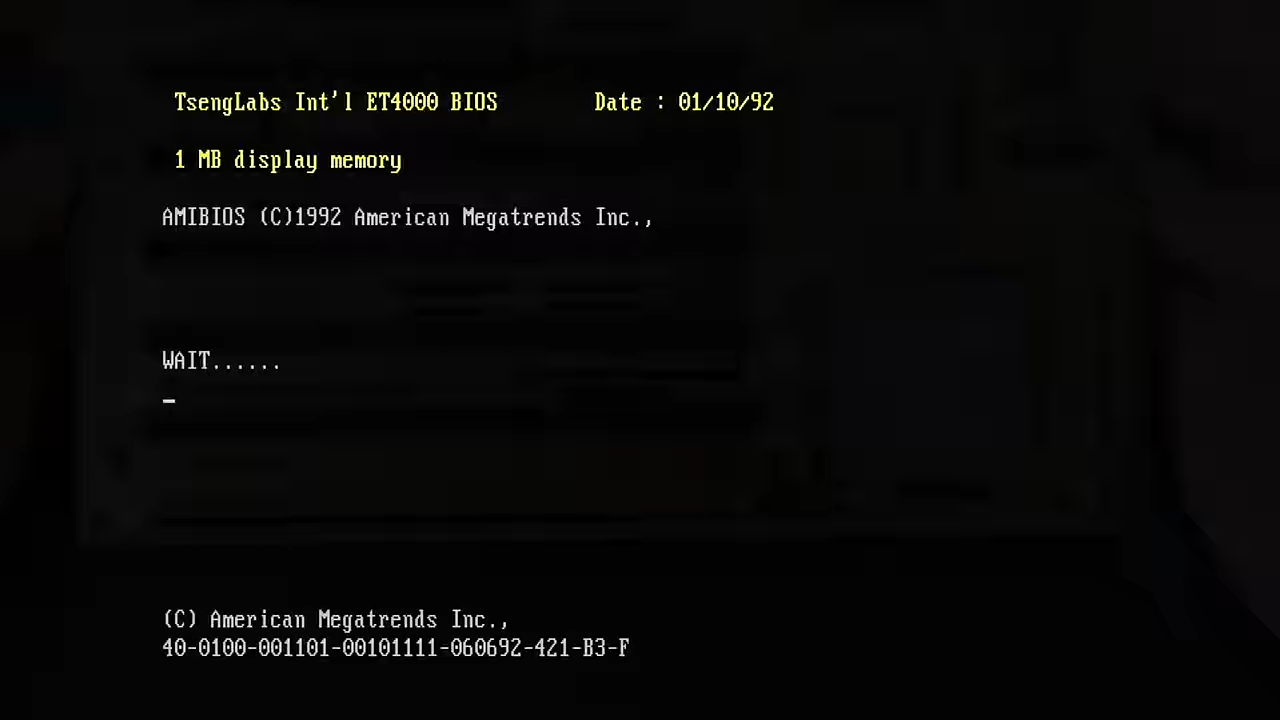 TsengLabs Int'l ET4000 BIOS Date : 01/10/92
1 MB display memory
AMIBIOS (C)1992 American Megatrends Inc.,
WAIT......
(C) American Megatrends Inc.,
40-0100-001101-00101111-060692-421-B3-F